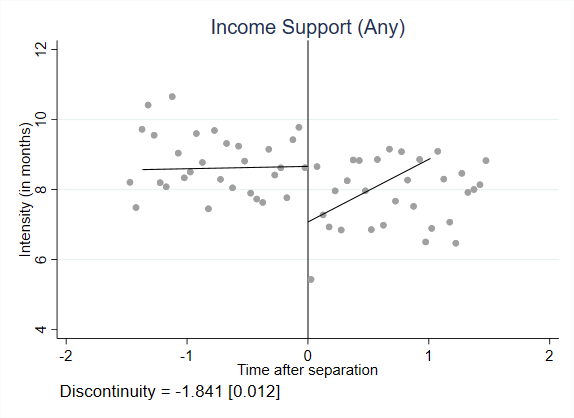 Income Support (Any)
Intensity (in months)
12
10
8
6
4
-2 -1 0 1 2
Time after separation
Discontinuity = -1.841 [0.012]